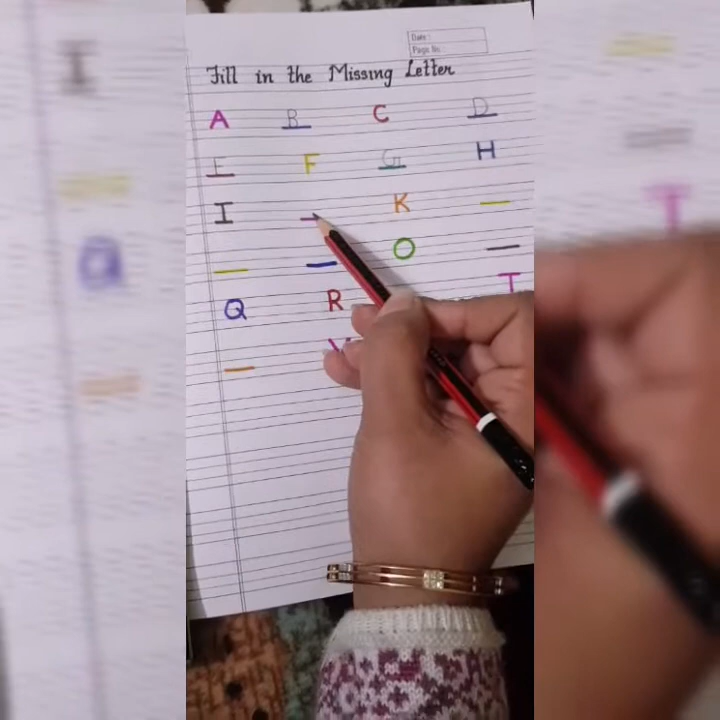 Date :
Page No. :
Fill in the Missing Letter
A B C D
E F G H
I K
O
Q R T